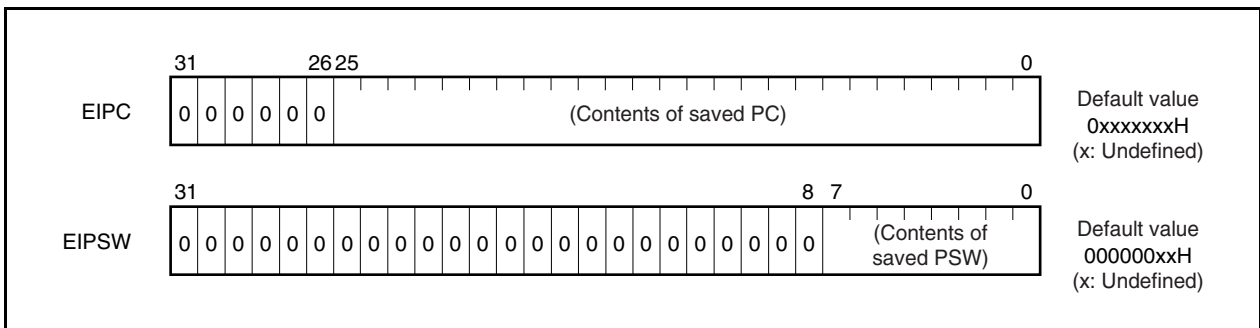 31 26 25 0
EIPC 0 0 0 0 0 0 (Contents of saved PC) Default value
0xxxxxxxH
(x: Undefined)
31 8 7 0
EIPSW 0 0 0 0 0 0 0 0 0 0 0 0 0 0 0 0 0 0 0 0 0 0 0 0 (Contents of
saved PSW) Default value
000000xxH
(x: Undefined)